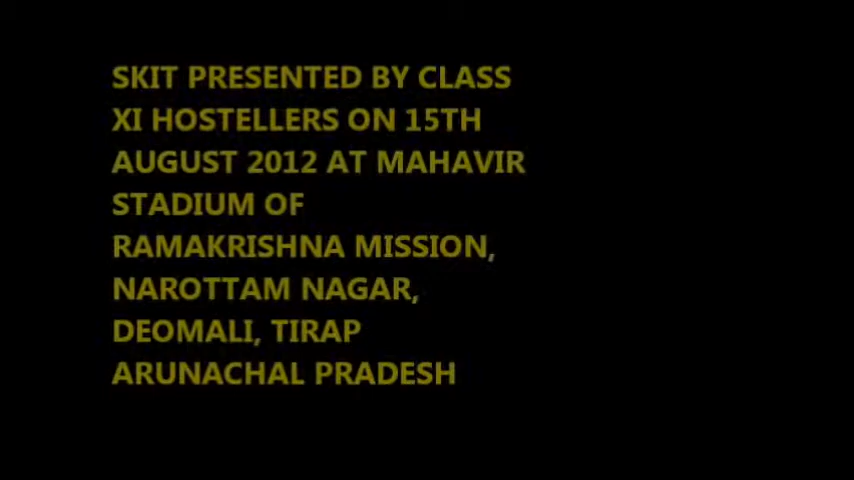 SKIT PRESENTED BY CLASS
XI HOSTELLERS ON 15TH
AUGUST 2012 AT MAHAVIR
STADIUM OF
RAMAKRISHNA MISSION,
NAROTTAM NAGAR,
DEOMALI, TIRAP
ARUNACHAL PRADESH